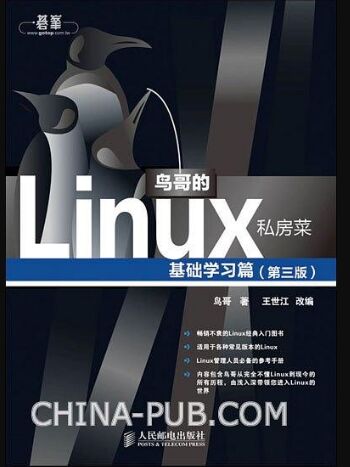 碁峯
www.gotop.com.tw
鸟哥的
Linux
私房菜
基础学习篇（第三版）
鸟哥 著 王世江 改编
畅销不衰的Linux经典入门图书
适用于各种常见版本的Linux
Linux管理人员必备的参考手册
内容包含鸟哥从完全不懂Linux到现今的
所有历程，由浅入深带领您进入Linux的
世界
CHINA-PUB.COM
人民邮电出版社
POSTS & TELECOM PRESS